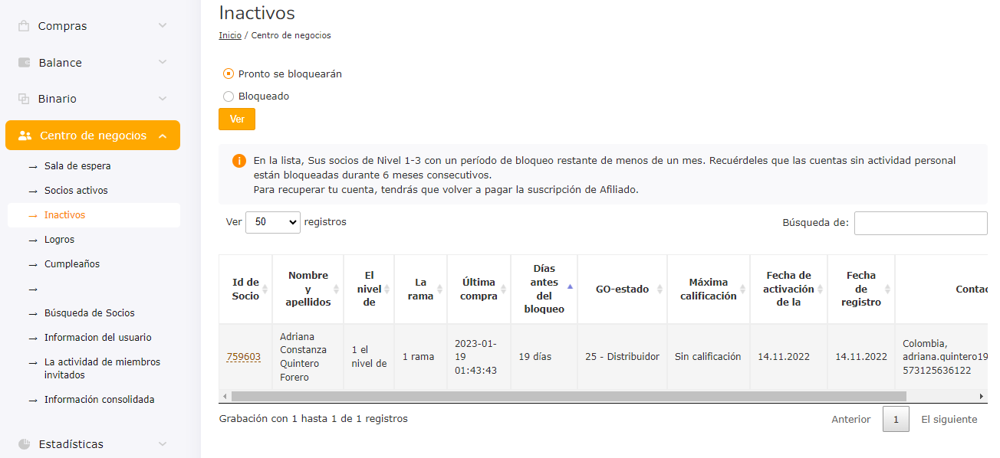 Compras
Balance
Binario
Centro de negocios
Sala de espera
Socios activos
Inactivos
Logros
Cumpleaños
Búsqueda de Socios
Informacion del usuario
La actividad de miembros
invitados
Información consolidada
Estadísticas
Inactivos
Inicio / Centro de negocios
Pronto se bloquearán
Bloqueado
Ver
En la lista, Sus socios de Nivel 1-3 con un período de bloqueo restante de menos de un mes. Recuérdeles que las cuentas sin actividad personal
están bloqueadas durante 6 meses consecutivos.
Para recuperar tu cuenta, tendrás que volver a pagar la suscripción de Afiliado.
Ver 50 registros
Búsqueda de:
Id de
Socio
Nombre
y
apellidos
El
nivel
de
La
rama
Última
compra
Días
antes
del
bloqueo
GO-estado
Máxima
calificación
Fecha de
activación
de la
Fecha
de
registro
Contac
759603
Adriana
Constanza
Quintero
Forero
1 el
nivel de
1 rama
2023-01-
19
01:43:43
19 días
25 - Distribuidor
Sin calificación
14.11.2022
14.11.2022
Colombia,
adriana.quintero19
573125636122
Grabación con 1 hasta 1 de 1 registros
Anterior 1 El siguiente